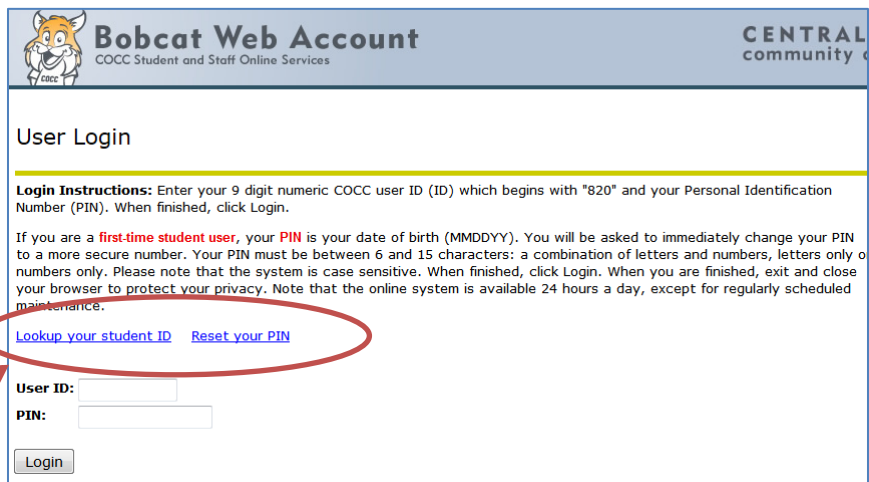 Bobcat Web Account
COCC Student and Staff Online Services
COCC
CENTRAL
community
User Login
Login Instructions: Enter your 9 digit numeric COCC user ID (ID) which begins with "820" and your Personal Identification
Number (PIN). When finished, click Login.
If you are a first-time student user, your PIN is your date of birth (MMDDYY). You will be asked to immediately change your PIN
to a more secure number. Your PIN must be between 6 and 15 characters: a combination of letters and numbers, letters only o
numbers only. Please note that the system is case sensitive. When finished, click Login. When you are finished, exit and close
your browser to protect your privacy. Note that the online system is available 24 hours a day, except for regularly scheduled
maintenance.
Lookup your student ID Reset your PIN
User ID:
PIN:
Login